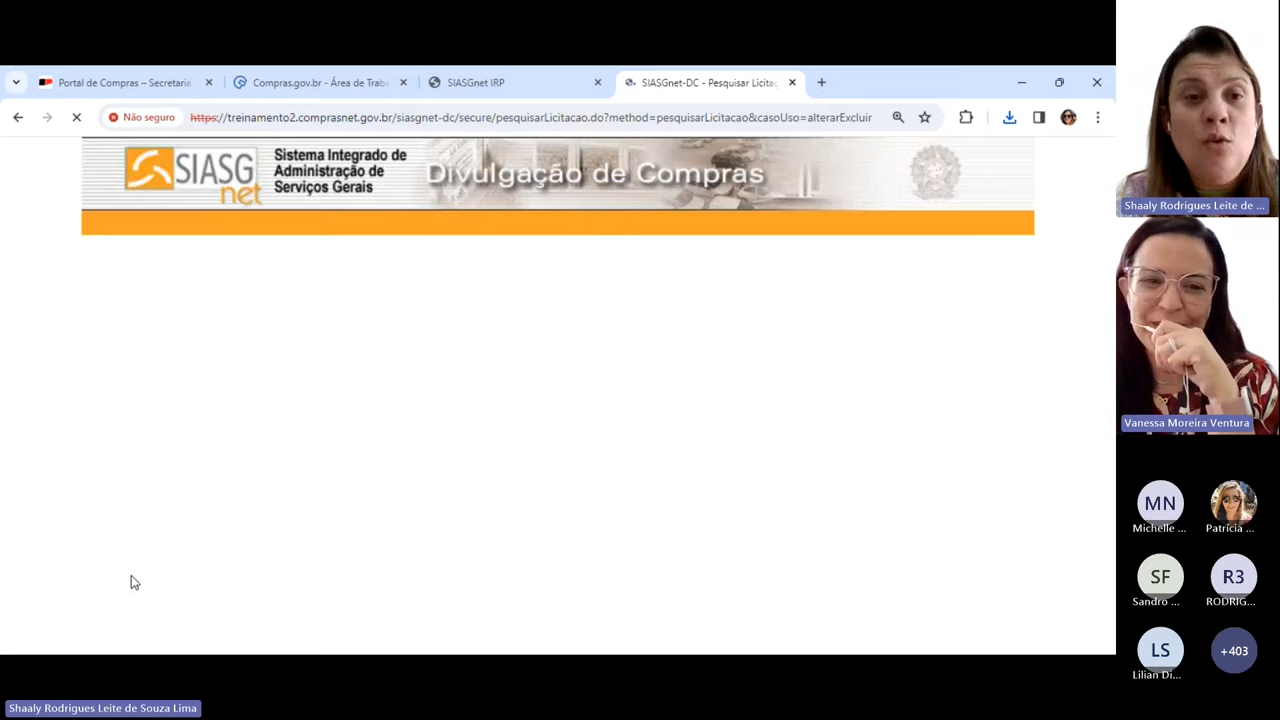 Portal de Compras – Secretaria
Compras.gov.br - Área de Traba
SIASGnet IRP
SIASGnet-DC - Pesquisar Licitaç
Não seguro
https://treinamento2.comprasnet.gov.br/siasgnet-dc/secure/pesquisarLicitacao.do?method=pesquisarLicitacao&casoUso=alterarExcluir
SIASG
net
Sistema Integrado de
Administração de
Serviços Gerais
Divulgação de Compras
Shaaly Rodrigues Leite de ...
Vanessa Moreira Ventura
MN
Michelle ...
Patrícia ...
SF
Sandro ...
R3
RODRIG...
LS
Lilian Di...
+403
Shaaly Rodrigues Leite de Souza Lima